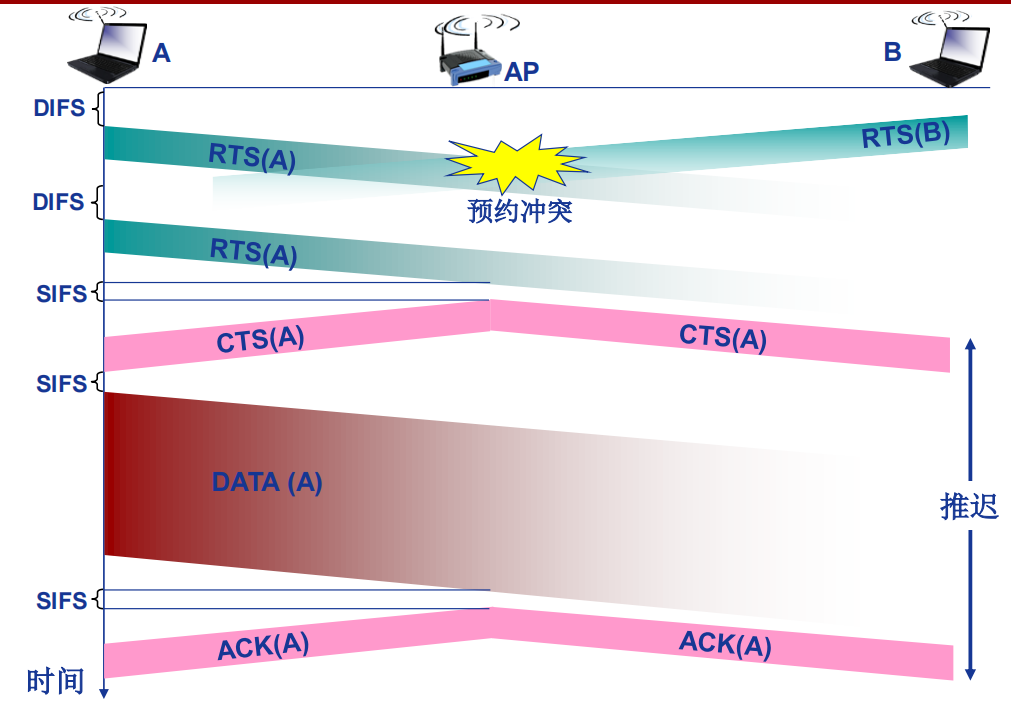 A
AP
B
DIFS
RTS(A)
RTS(B)
DIFS
预约冲突
RTS(A)
SIFS
CTS(A)
CTS(A)
SIFS
DATA (A)
推迟
SIFS
ACK(A)
ACK(A)
时间